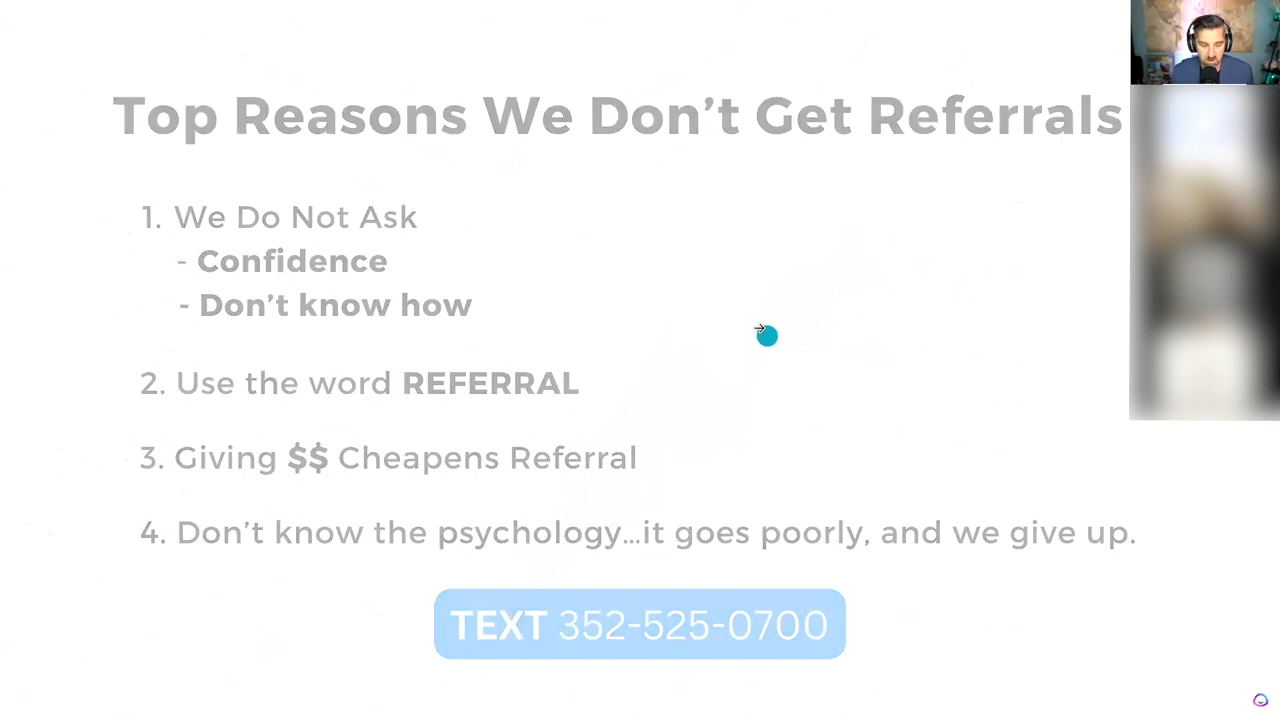 Top Reasons We Don't Get Referrals
1. We Do Not Ask
- Confidence
- Don't know how
2. Use the word REFERRAL
3. Giving $$ Cheapens Referral
4. Don't know the psychology...it goes poorly, and we give up.
TEXT 352-525-0700